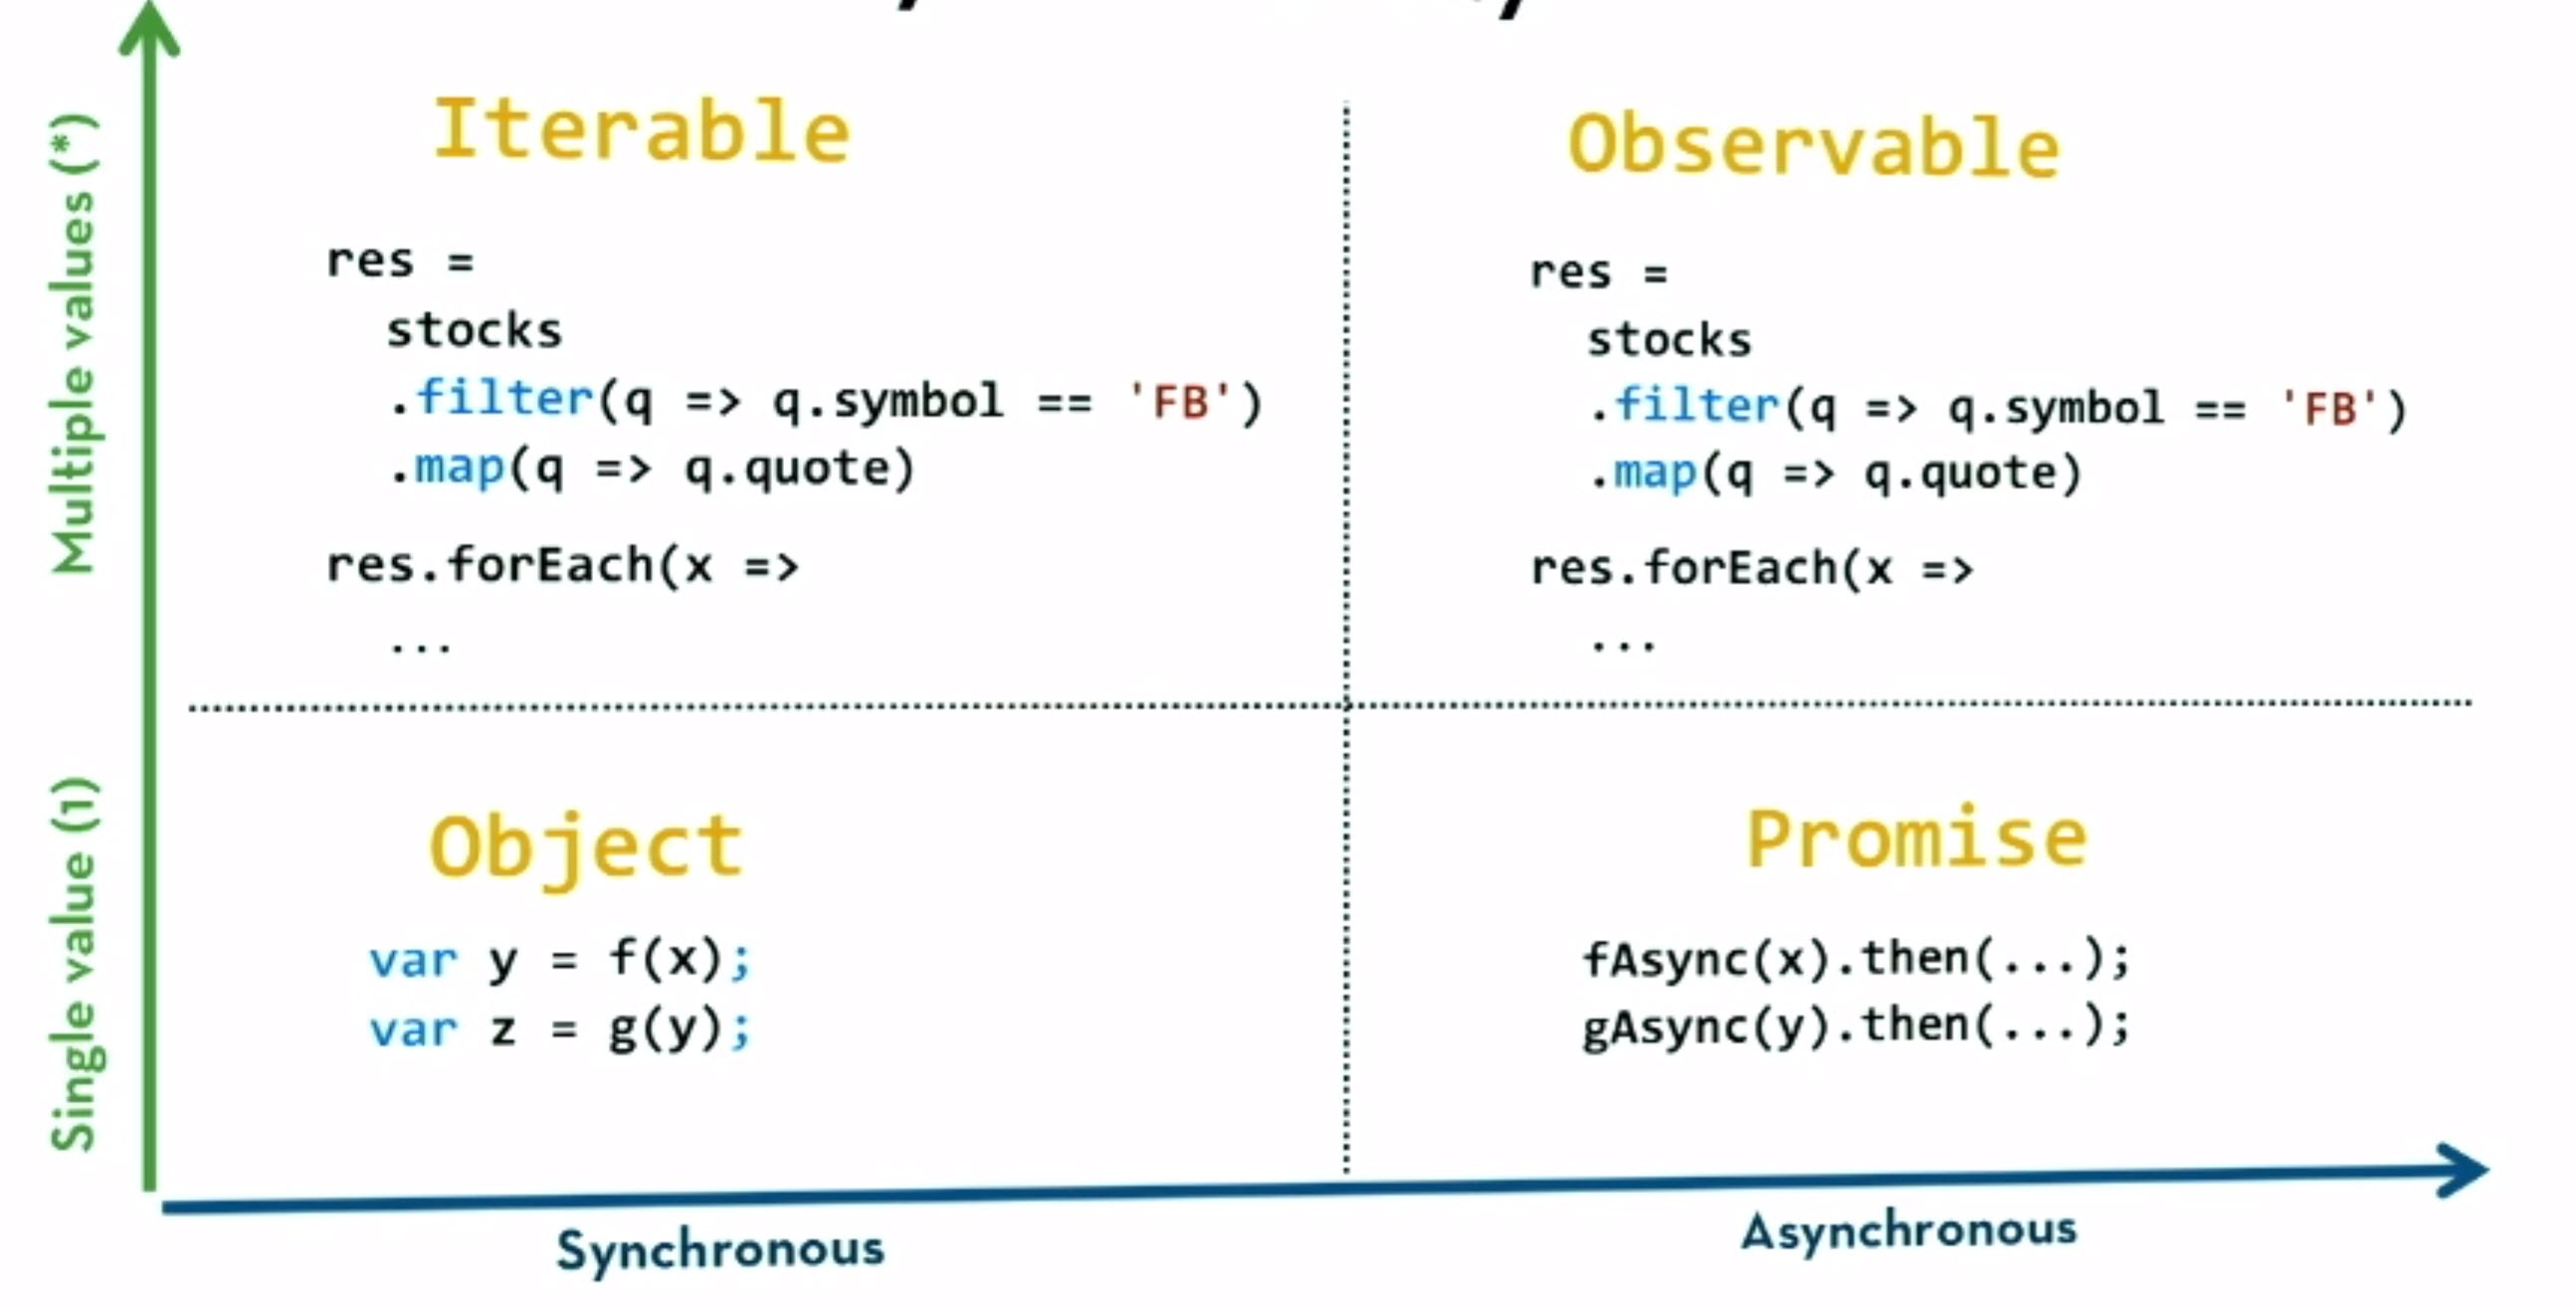 Multiple values (*)
Single value (1)
Iterable
res =
stocks
.filter(q => q.symbol == 'FB')
.map(q => q.quote)
res.forEach(x =>
...
Observable
res =
stocks
.filter(q => q.symbol == 'FB')
.map(q => q.quote)
res.forEach(x =>
...
Object
var y = f(x);
var z = g(y);
Promise
fAsync(x).then(...);
gAsync(y).then(...);
Synchronous
Asynchronous